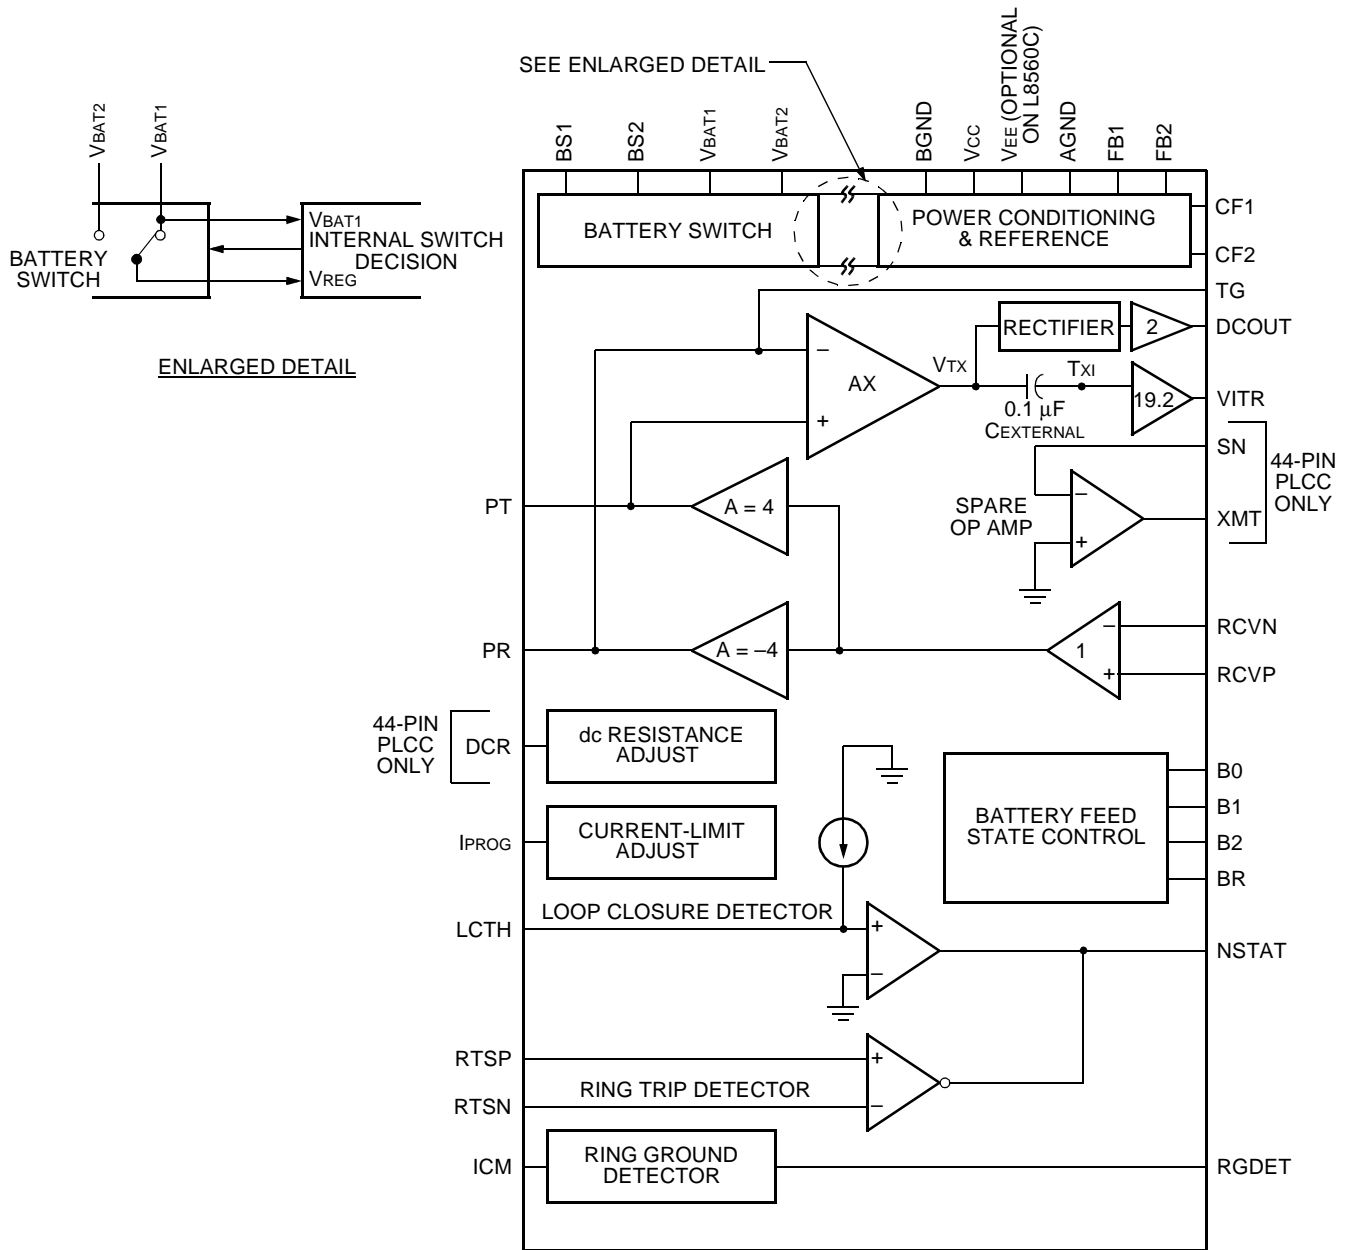 SEE ENLARGED DETAIL
VBAT2
VBAT1
BS1
BS2
VBAT1
VBAT2
BGND
VCC
VEE (OPTIONAL
ON L8560C)
AGND
FB1
FB2
BATTERY
SWITCH
VBAT1
INTERNAL SWITCH
DECISION
VREG
ENLARGED DETAIL
BATTERY SWITCH
POWER CONDITIONING
& REFERENCE
CF1
CF2
TG
RECTIFIER
2
DCOUT
–
AX
+
VTX
TXI
0.1 µF
CEXTERNAL
19.2
VITR
SN
44-PIN
PLCC
ONLY
SPARE
OP AMP
–
+
XMT
PT
A = 4
PR
A = –4
1
–
+
RCVN
RCVP
44-PIN
PLCC
ONLY
DCR
dc RESISTANCE
ADJUST
IPROG
CURRENT-LIMIT
ADJUST
BATTERY FEED
STATE CONTROL
B0
B1
B2
BR
LCTH
LOOP CLOSURE DETECTOR
+
–
NSTAT
RTSP
RTSN
RING TRIP DETECTOR
+
–
ICM
RING GROUND
DETECTOR
RGDET